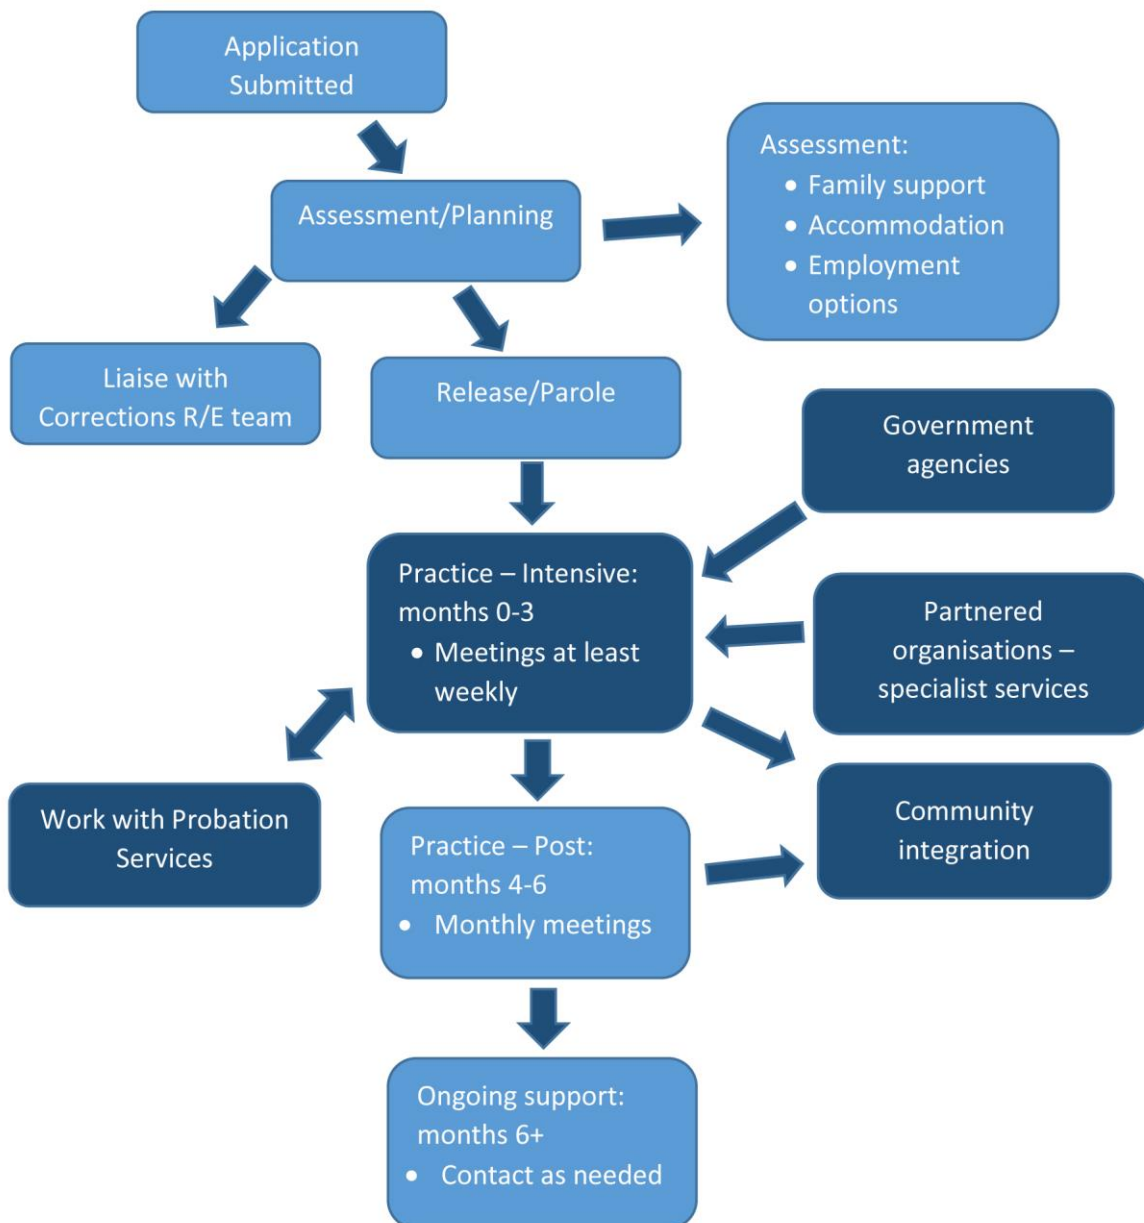 Application
Submitted
Assessment/Planning
Assessment:
• Family support
• Accommodation
• Employment
options
Liaise with
Corrections R/E team
Release/Parole
Government
agencies
Practice – Intensive:
months 0-3
• Meetings at least
weekly
Partnered
organisations –
specialist services
Work with Probation
Services
Community
integration
Practice – Post:
months 4-6
• Monthly meetings
Ongoing support:
months 6+
• Contact as needed